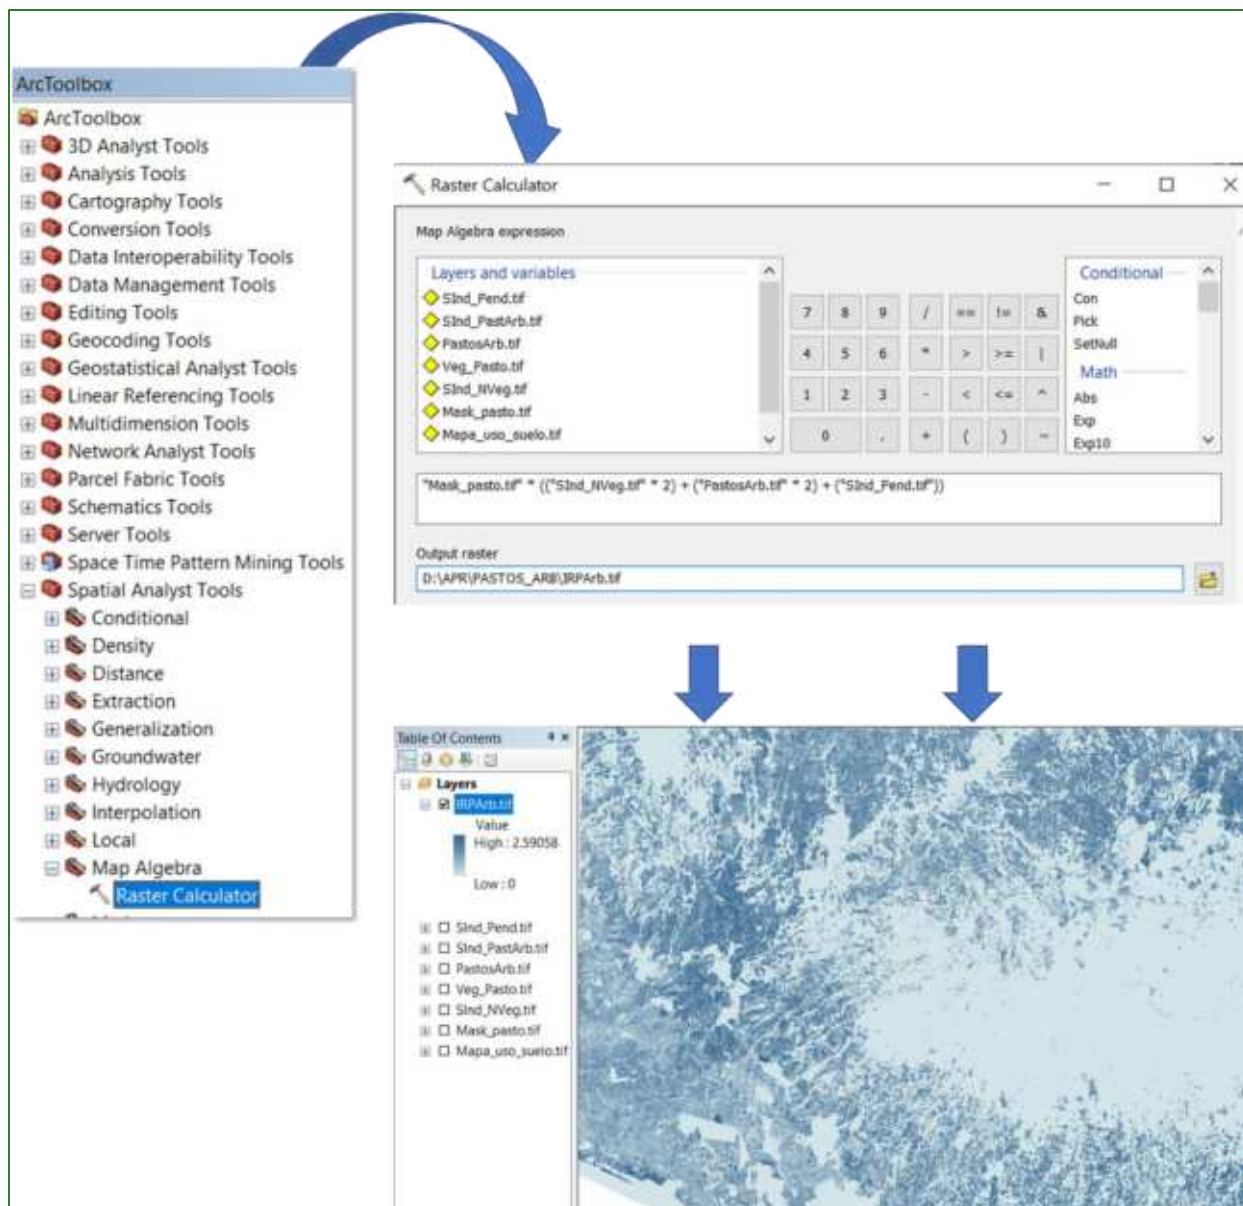 ArcToolbox
ArcToolbox
3D Analyst Tools
Analysis Tools
Cartography Tools
Conversion Tools
Data Interoperability Tools
Data Management Tools
Editing Tools
Geocoding Tools
Geostatistical Analyst Tools
Linear Referencing Tools
Multidimension Tools
Network Analyst Tools
Parcel Fabric Tools
Schematics Tools
Server Tools
Space Time Pattern Mining Tools
Spatial Analyst Tools
Conditional
Density
Distance
Extraction
Generalization
Groundwater
Hydrology
Interpolation
Local
Map Algebra
Raster Calculator
Raster Calculator
Map Algebra expression
Layers and variables
SInd_Pend.tif
SInd_PastArb.tif
PastosArb.tif
Veg_Pasto.tif
SInd_NVeg.tif
Mask_pasto.tif
Mapa_uso_suelo.tif
7 8 9 / == != &
4 5 6 * > >= |
1 2 3 - < <= ^
0 . + ( ) ~
Conditional
Con
Pick
SetNull
Math
Abs
Exp
Exp10
"Mask_pasto.tif" * (("SInd_NVeg.tif" * 2) + ("PastosArb.tif" * 2) + ("SInd_Pend.tif"))
Output raster
D:\APR\PASTOS_ARB\IRPArb.tif
Table Of Contents
Layers
IRPArb.tif
Value
High : 2.59058
Low : 0
SInd_Pend.tif
SInd_PastArb.tif
PastosArb.tif
Veg_Pasto.tif
SInd_NVeg.tif
Mask_pasto.tif
Mapa_uso_suelo.tif